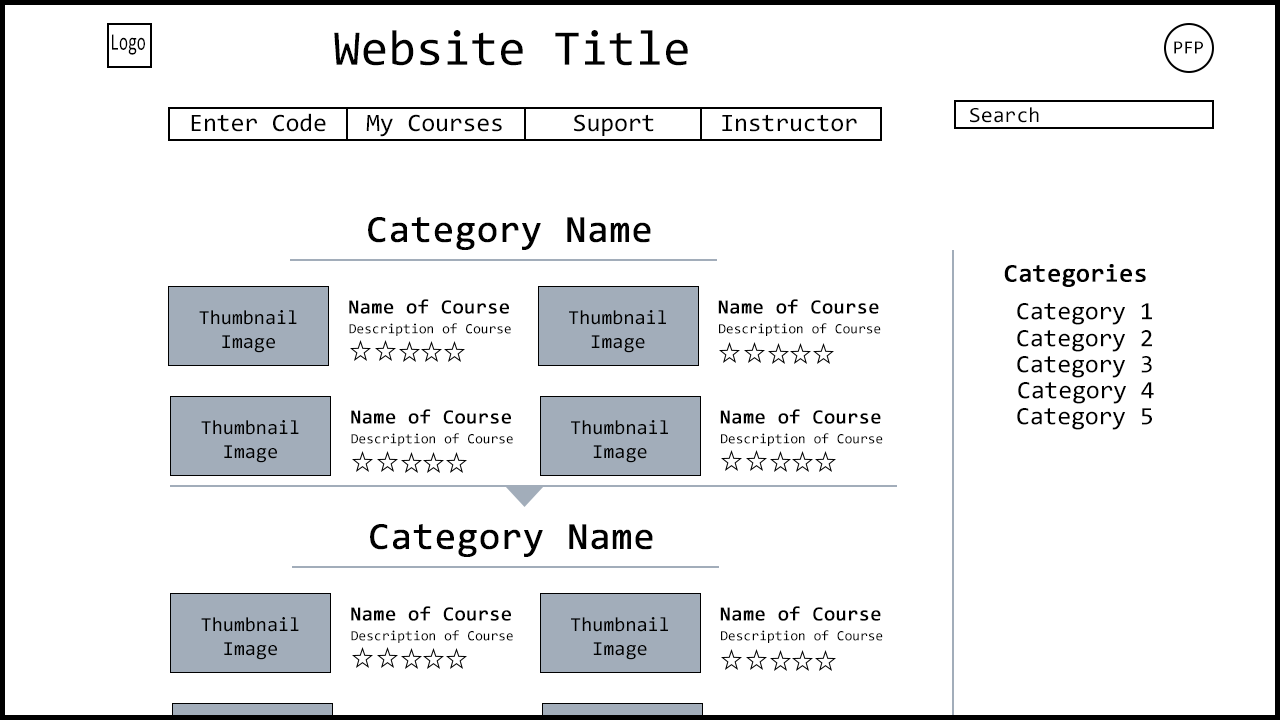 Logo
Website Title
PFP
Enter Code
My Courses
Suport
Instructor
Search
Category Name
Thumbnail
Image
Name of Course
Description of Course
Thumbnail
Image
Name of Course
Description of Course
Thumbnail
Image
Name of Course
Description of Course
Thumbnail
Image
Name of Course
Description of Course
Category Name
Thumbnail
Image
Name of Course
Description of Course
Thumbnail
Image
Name of Course
Description of Course
Categories
Category 1
Category 2
Category 3
Category 4
Category 5